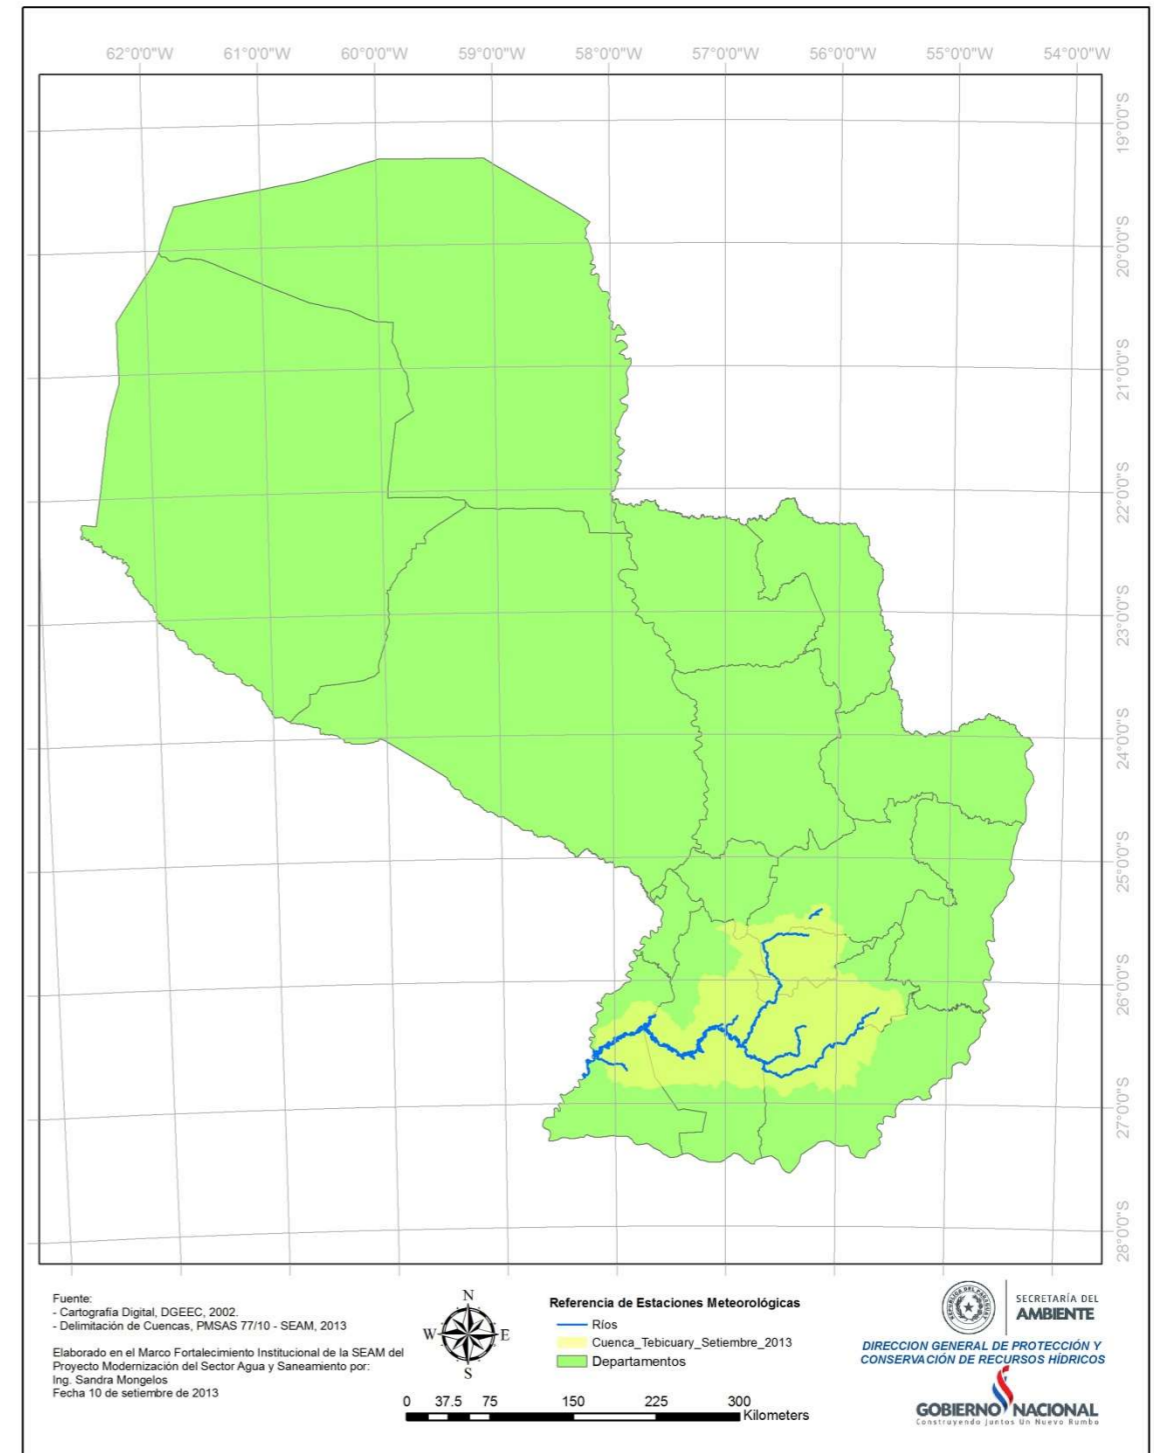 62°0'0"W 61°0'0"W 60°0'0"W 59°0'0"W 58°0'0"W 57°0'0"W 56°0'0"W 55°0'0"W 54°0'0"W
19°0'0"S
20°0'0"S
21°0'0"S
22°0'0"S
23°0'0"S
24°0'0"S
25°0'0"S
26°0'0"S
27°0'0"S
28°0'0"S
Fuente:
- Cartografía Digital, DGEEC, 2002.
- Delimitación de Cuencas, PMSAS 77/10 - SEAM, 2013
Elaborado en el Marco Fortalecimiento Institucional de la SEAM del
Proyecto Modernización del Sector Agua y Saneamiento por:
Ing. Sandra Mongelos
Fecha 10 de setiembre de 2013
N
W E
S
Referencia de Estaciones Meteorológicas
Ríos
Cuenca_Tebicuary_Setiembre_2013
Departamentos
0 37.5 75 150 225 300
Kilometers
REPUBLICA DEL PARAGUAY
SECRETARÍA DEL
AMBIENTE
DIRECCION GENERAL DE PROTECCIÓN Y
CONSERVACIÓN DE RECURSOS HÍDRICOS
GOBIERNO NACIONAL
Construyendo Juntos Un Nuevo Rumbo